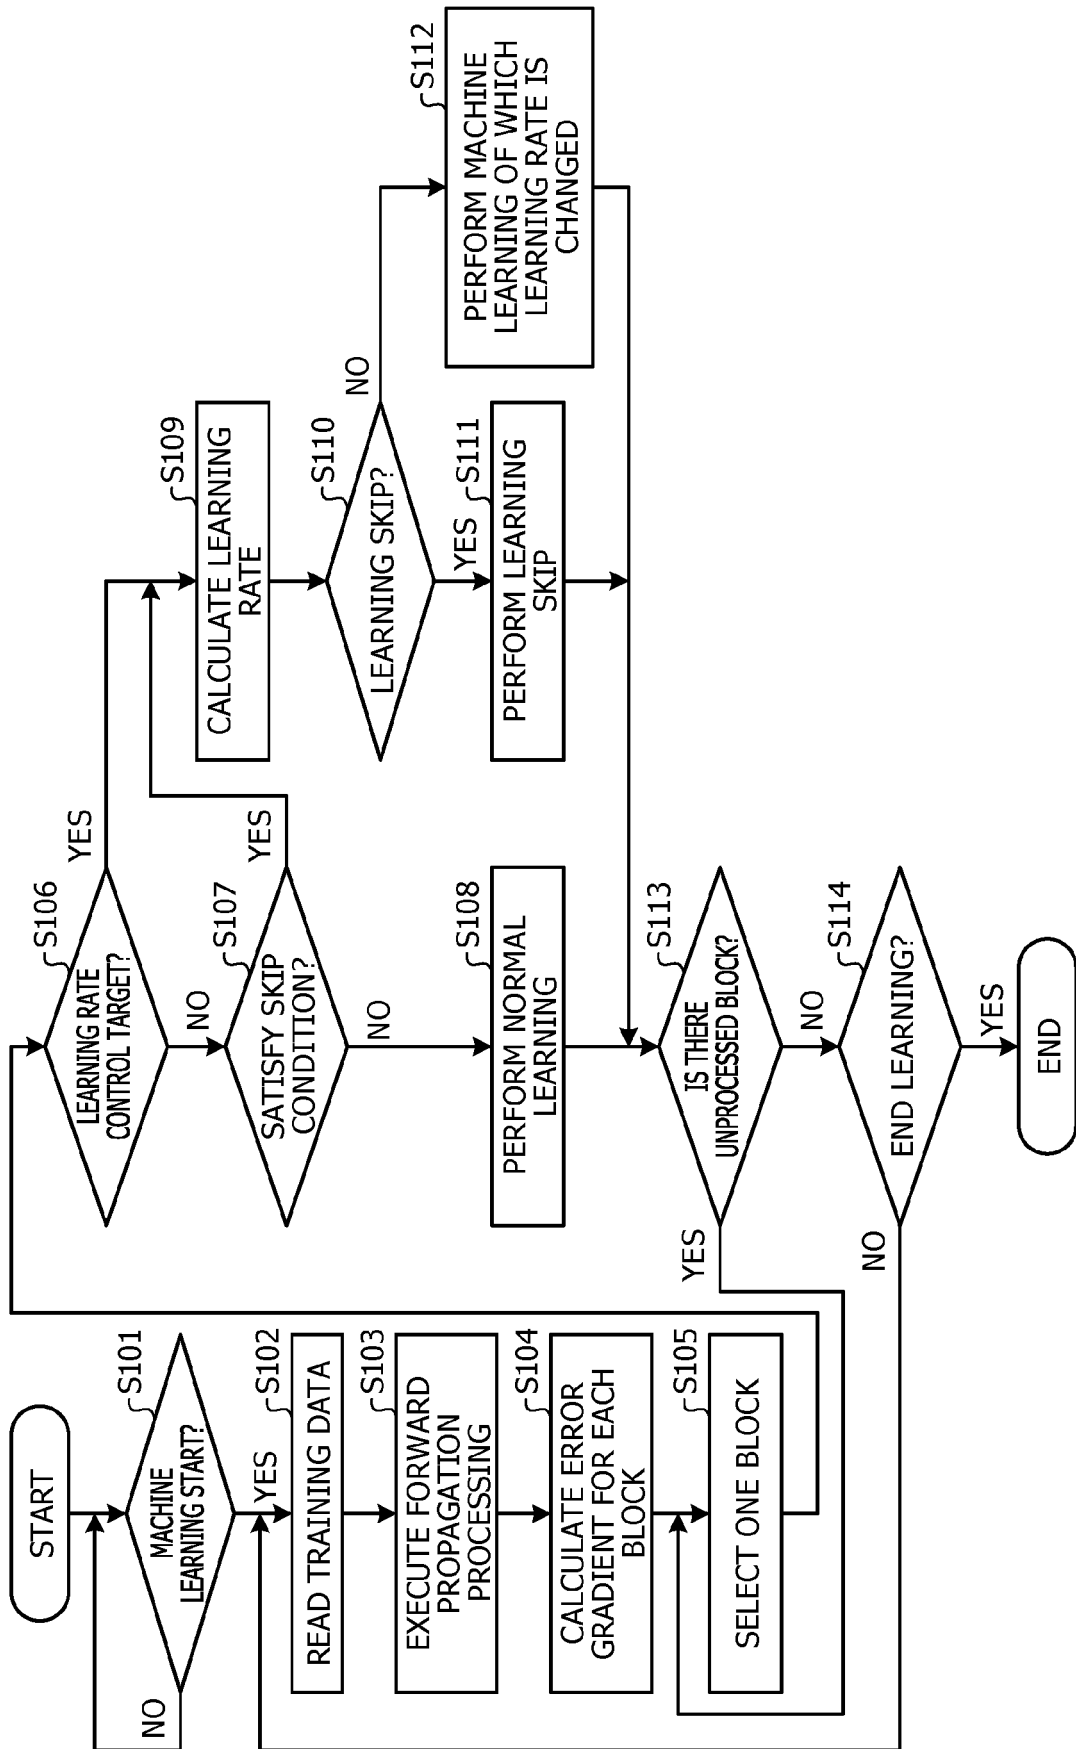 START
S101
MACHINE
LEARNING START?
NO
YES
S102
READ TRAINING DATA
S103
EXECUTE FORWARD
PROPAGATION
PROCESSING
S104
CALCULATE ERROR
GRADIENT FOR EACH
BLOCK
S105
SELECT ONE BLOCK
S106
LEARNING RATE
CONTROL TARGET?
YES
NO
S107
SATISFY SKIP
CONDITION?
YES
NO
S108
PERFORM NORMAL
LEARNING
S109
CALCULATE LEARNING
RATE
S110
LEARNING SKIP?
NO
YES
S111
PERFORM LEARNING
SKIP
S112
PERFORM MACHINE
LEARNING OF WHICH
LEARNING RATE IS
CHANGED
S113
IS THERE
UNPROCESSED BLOCK?
YES
NO
S114
END LEARNING?
NO
YES
END